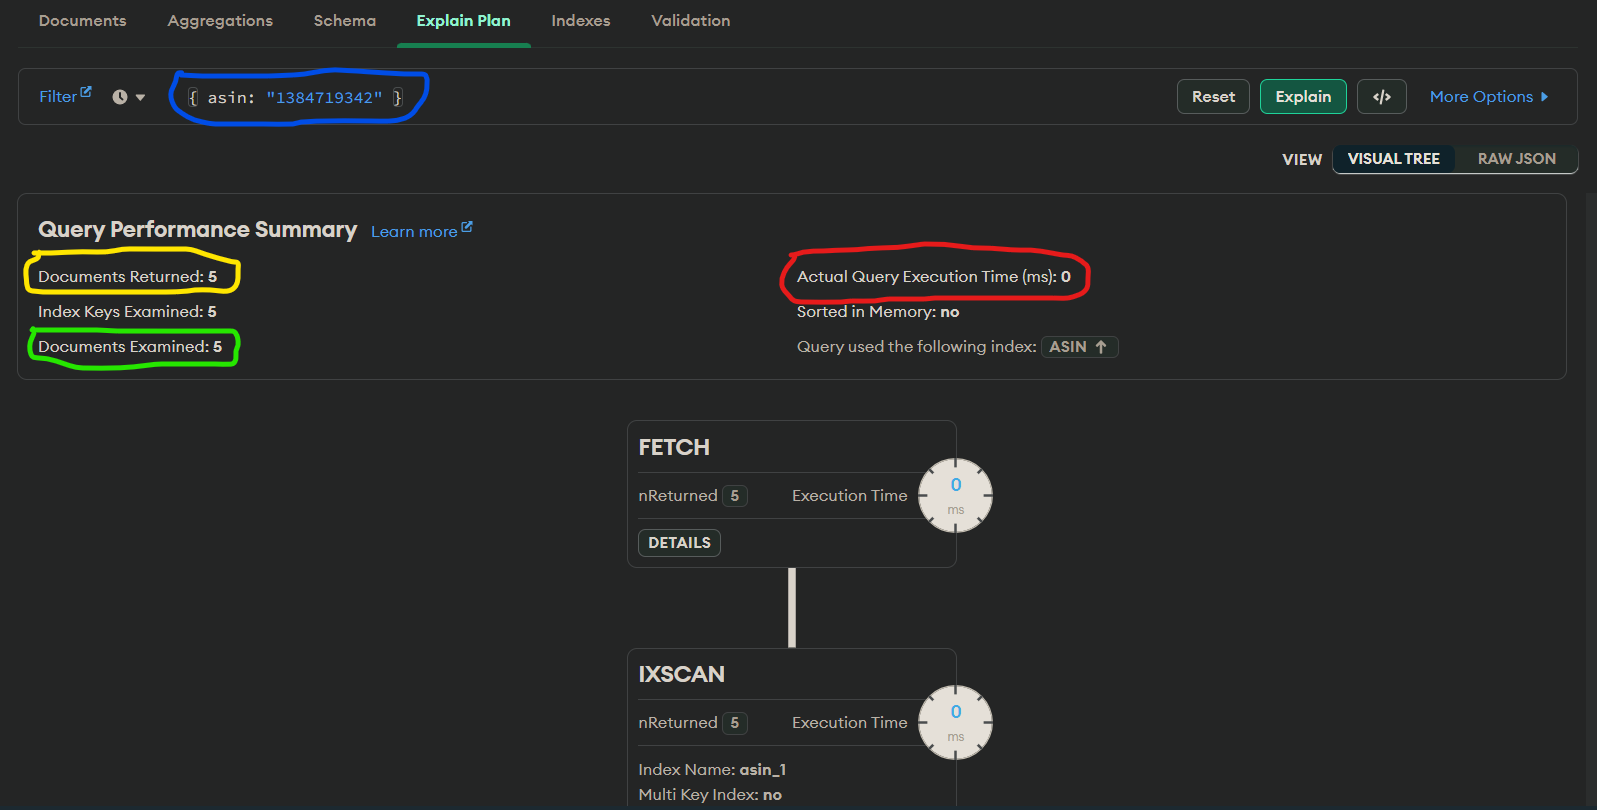 Documents Aggregations Schema Explain Plan Indexes Validation
Filter { asin: "1384719342" } Reset Explain </> More Options
VIEW VISUAL TREE RAW JSON
Query Performance Summary Learn more
Documents Returned: 5 Actual Query Execution Time (ms): 0
Index Keys Examined: 5 Sorted in Memory: no
Documents Examined: 5 Query used the following index: ASIN ↑
FETCH
nReturned 5 Execution Time 0 ms
DETAILS
IXSCAN
nReturned 5 Execution Time 0 ms
Index Name: asin_1
Multi Key Index: no